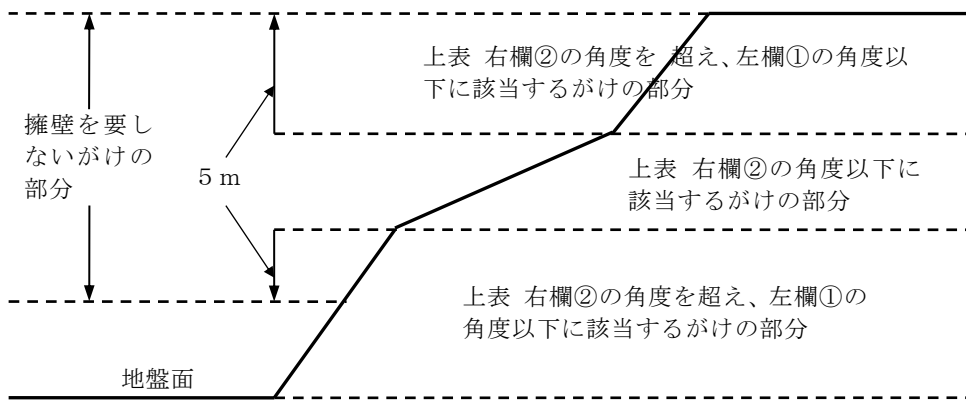 上表 右欄②の角度を 超え、左欄①の角度以
下に該当するがけの部分
擁壁を要し
ないがけの
部分
5m
上表 右欄②の角度以下に
該当するがけの部分
上表 右欄②の角度を超え、左欄①の
角度以下に該当するがけの部分
地盤面